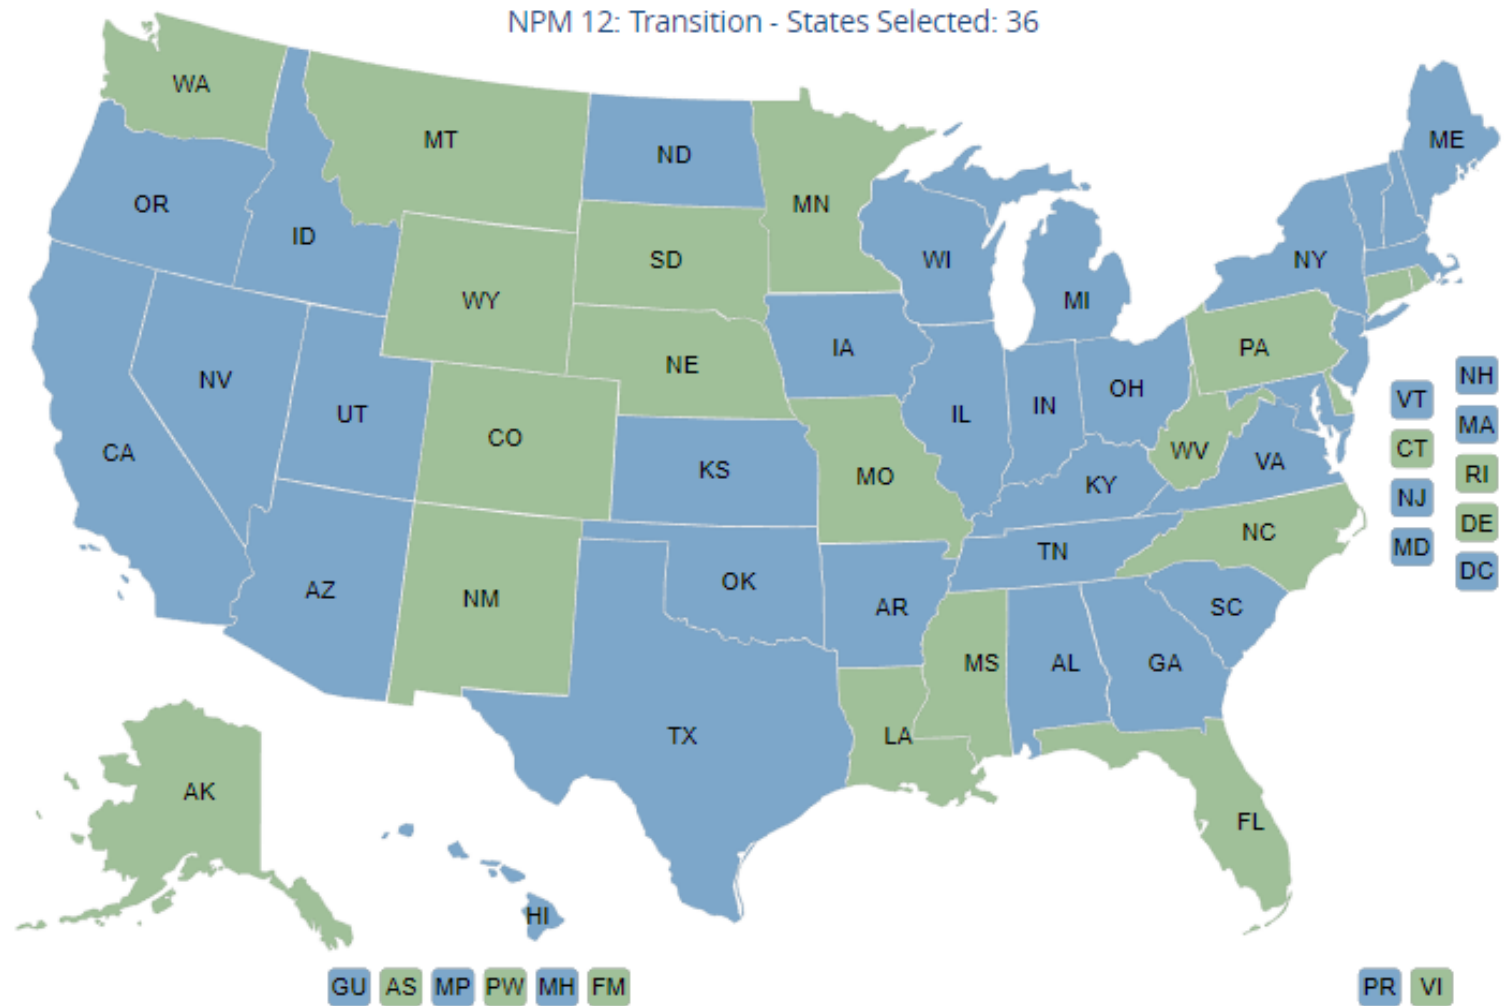 NPM 12: Transition - States Selected: 36
WA
MT
ND
ME
OR
ID
MN
SD
WI
NY
WY
MI
NE
IA
PA
NV
UT
CO
IL
IN
OH
NH
VT
MA
CA
KS
MO
KY
WV
VA
CT
RI
NJ
DE
MD
DC
AZ
NM
OK
AR
TN
NC
SC
MS
AL
GA
TX
LA
AK
FL
HI
GU AS MP PW MH FM
PR VI